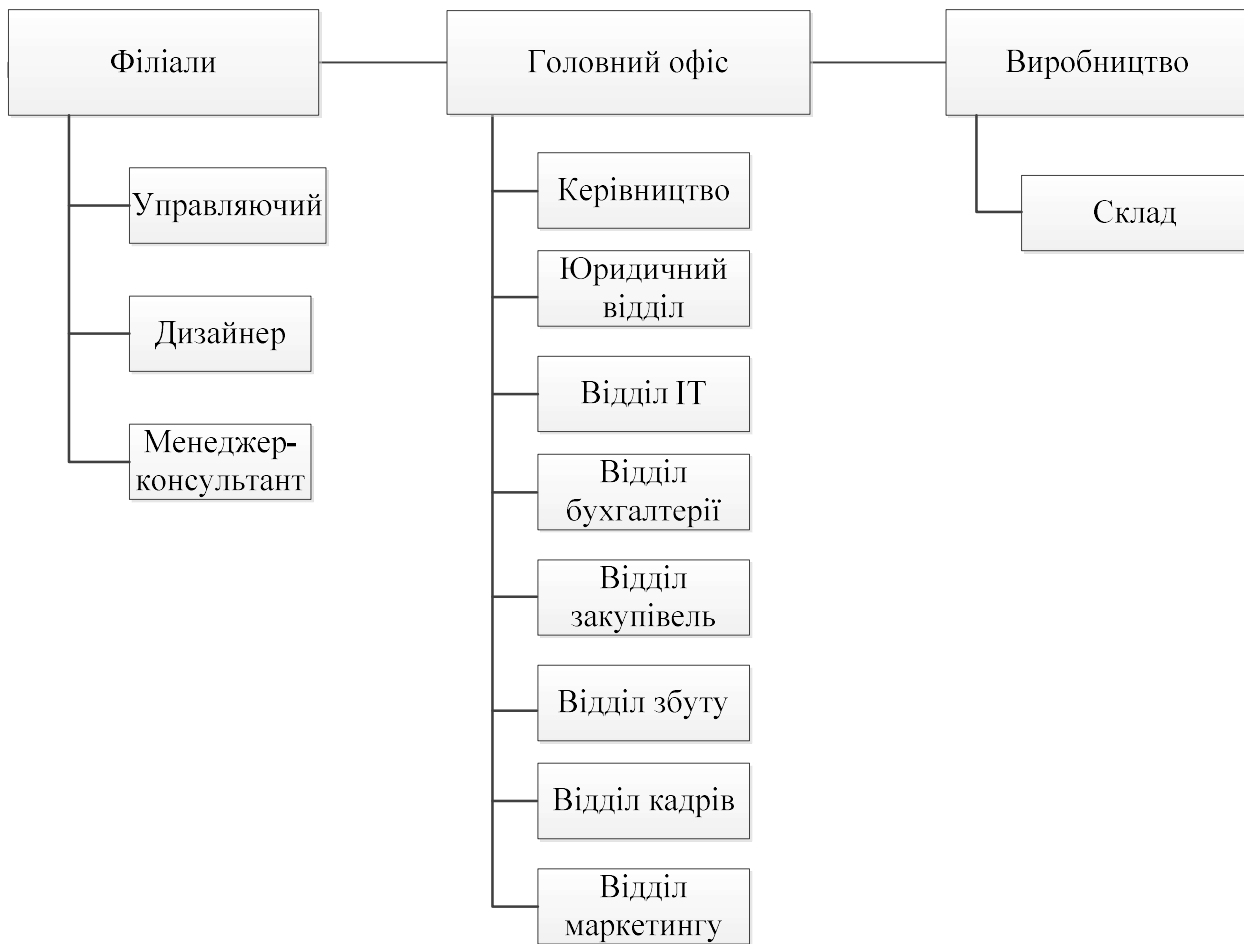 Філіали
Головний офіс
Виробництво
Управляючий
Дизайнер
Менеджер-
консультант
Керівництво
Юридичний
відділ
Відділ ІТ
Відділ
бухгалтерії
Відділ
закупівель
Відділ збуту
Відділ кадрів
Відділ
маркетингу
Склад